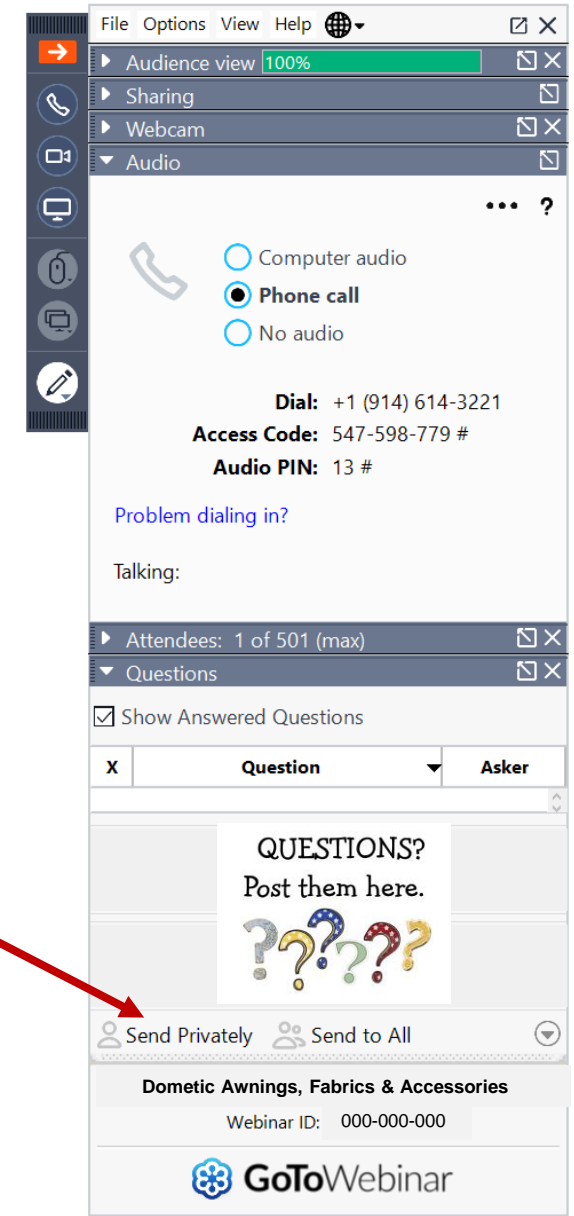 File Options View Help
Audience view 100%
Sharing
Webcam
Audio
••• ?
Computer audio
Phone call
No audio
Dial: +1 (914) 614-3221
Access Code: 547-598-779 #
Audio PIN: 13 #
Problem dialing in?
Talking:
Attendees: 1 of 501 (max)
Questions
Show Answered Questions
X Question Asker
QUESTIONS?
Post them here.
??????
Send Privately Send to All
Dometic Awnings, Fabrics & Accessories
Webinar ID: 000-000-000
GoToWebinar